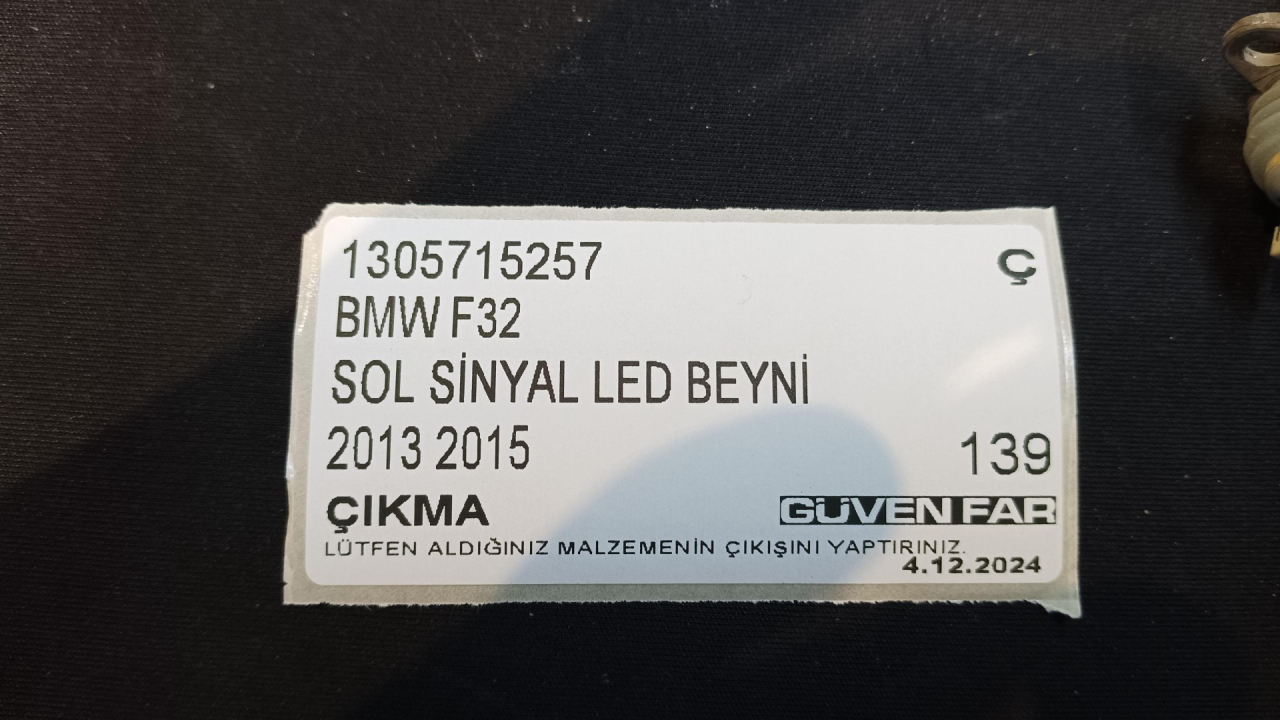 1305715257 Ç
BMW F32
SOL SİNYAL LED BEYNİ
2013 2015 139
ÇIKMA GÜVEN FAR
LÜTFEN ALDIĞINIZ MALZEMENİN ÇIKIŞINI YAPTIRINIZ.
4.12.2024